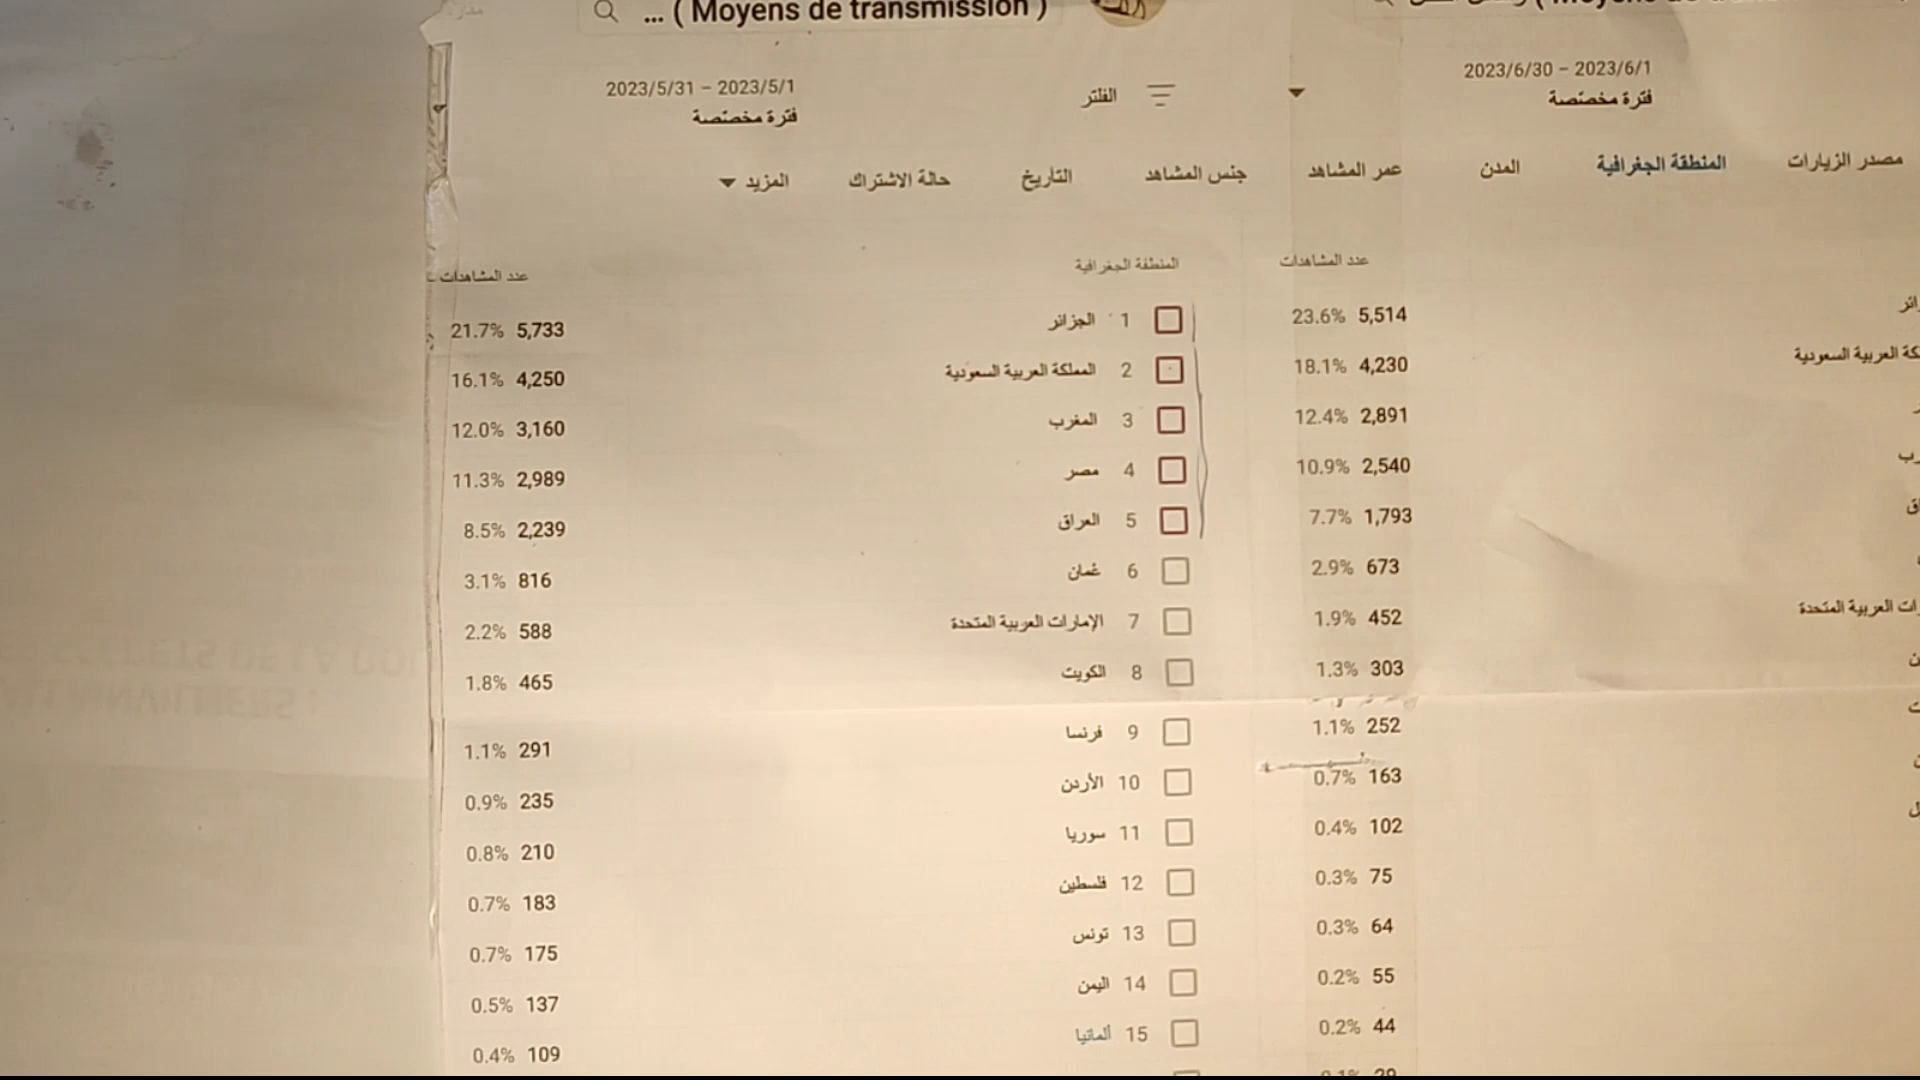 ... ( Moyens de transmission )
2023/6/30 – 2023/6/1
فترة مخصّصة
2023/5/31 – 2023/5/1
فترة مخصّصة
الفلتر
مصدر الزيارات
المنطقة الجغرافية
المدن
عمر المشاهد
جنس المشاهد
التاريخ
حالة الاشتراك
المزيد
عدد المشاهدات
المنطقة الجغرافية
عدد المشاهدات
23.6% 5,514
1 الجزائر
21.7% 5,733
العربية السعودية
18.1% 4,230
2 المملكة العربية السعودية
16.1% 4,250
12.4% 2,891
3 المغرب
12.0% 3,160
10.9% 2,540
4 مصر
11.3% 2,989
7.7% 1,793
5 العراق
8.5% 2,239
2.9% 673
6 عُمان
3.1% 816
العربية المتحدة
1.9% 452
7 الإمارات العربية المتحدة
2.2% 588
1.3% 303
8 الكويت
1.8% 465
1.1% 252
9 فرنسا
1.1% 291
0.7% 163
10 الأردن
0.9% 235
0.4% 102
11 سوريا
0.8% 210
0.3% 75
12 فلسطين
0.7% 183
0.3% 64
13 تونس
0.7% 175
0.2% 55
14 اليمن
0.5% 137
0.2% 44
15 ألمانيا
0.4% 109